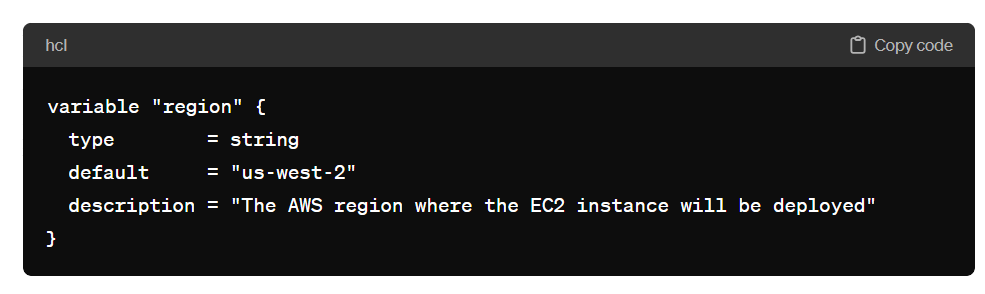 hcl
Copy code
variable "region" {
  type        = string
  default     = "us-west-2"
  description = "The AWS region where the EC2 instance will be deployed"
}